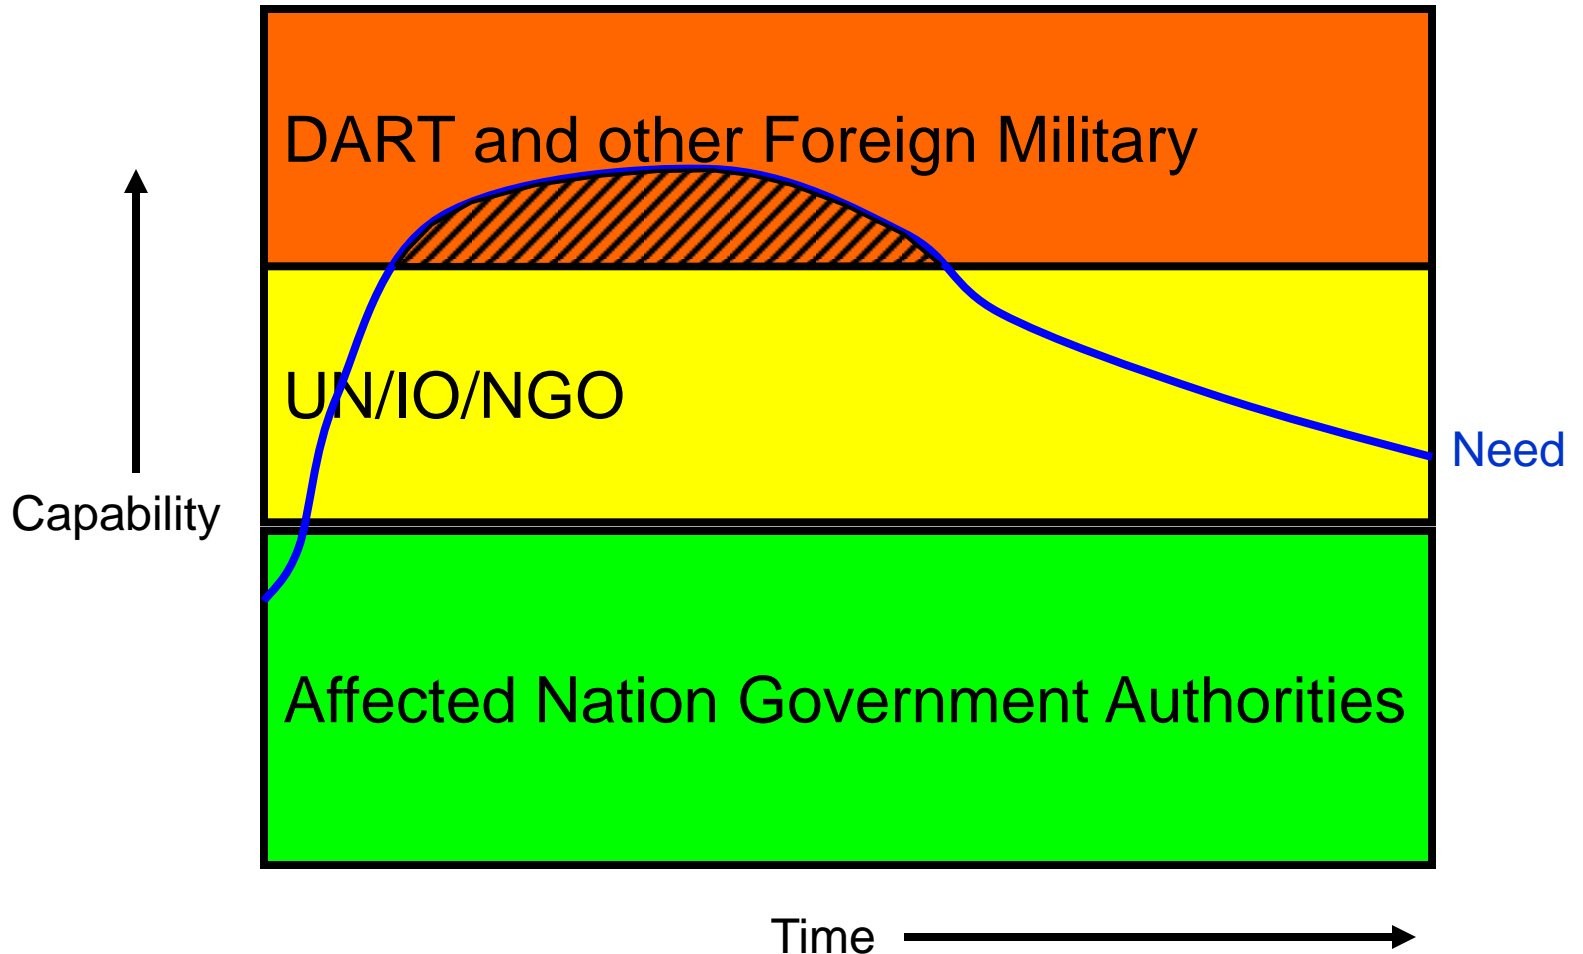 DART and other Foreign Military
UN/IO/NGO
Need
Capability
Affected Nation Government Authorities
Time